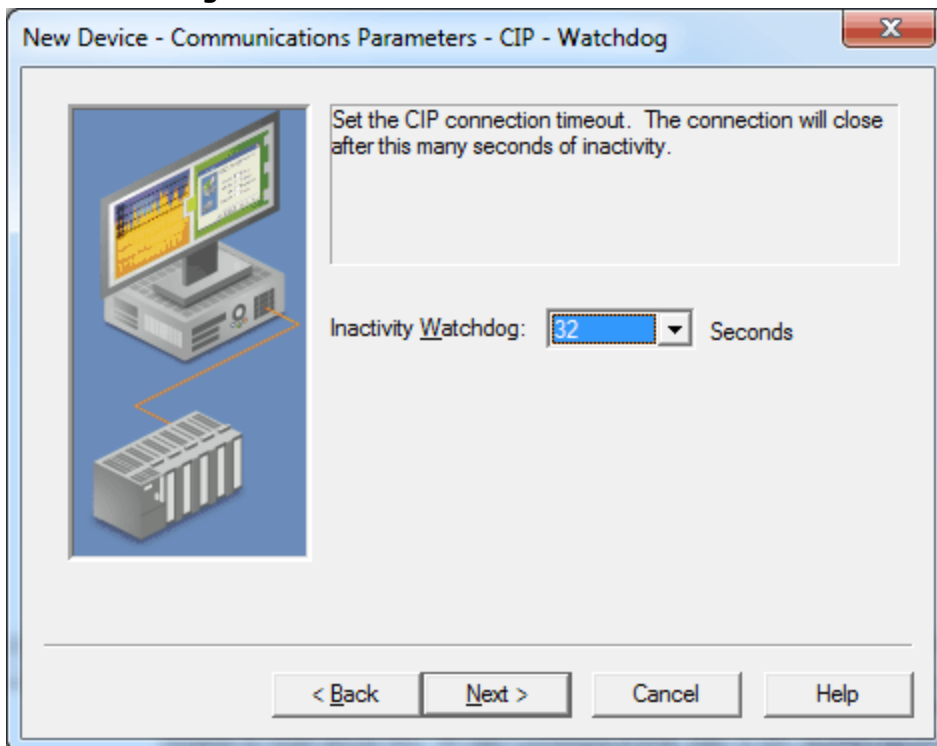 New Device - Communications Parameters - CIP - Watchdog
Set the CIP connection timeout.  The connection will close
after this many seconds of inactivity.
Inactivity Watchdog: 32 Seconds
< Back Next > Cancel Help